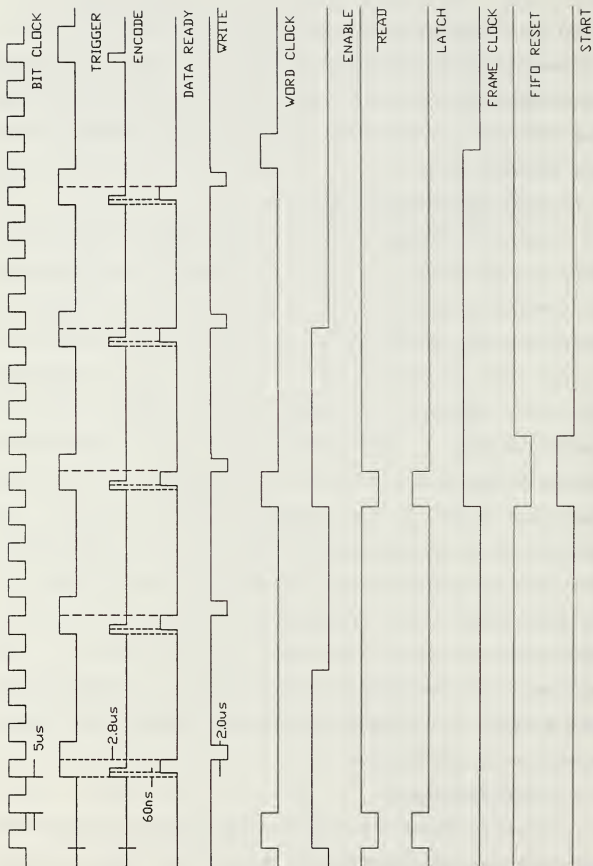 BIT CLOCK
TRIGGER
ENCODE
DATA READY
WRITE
WORD CLOCK
ENABLE
READ
LATCH
FRAME CLOCK
FIFO RESET
START
5us
2.8us
60ns
2.0us